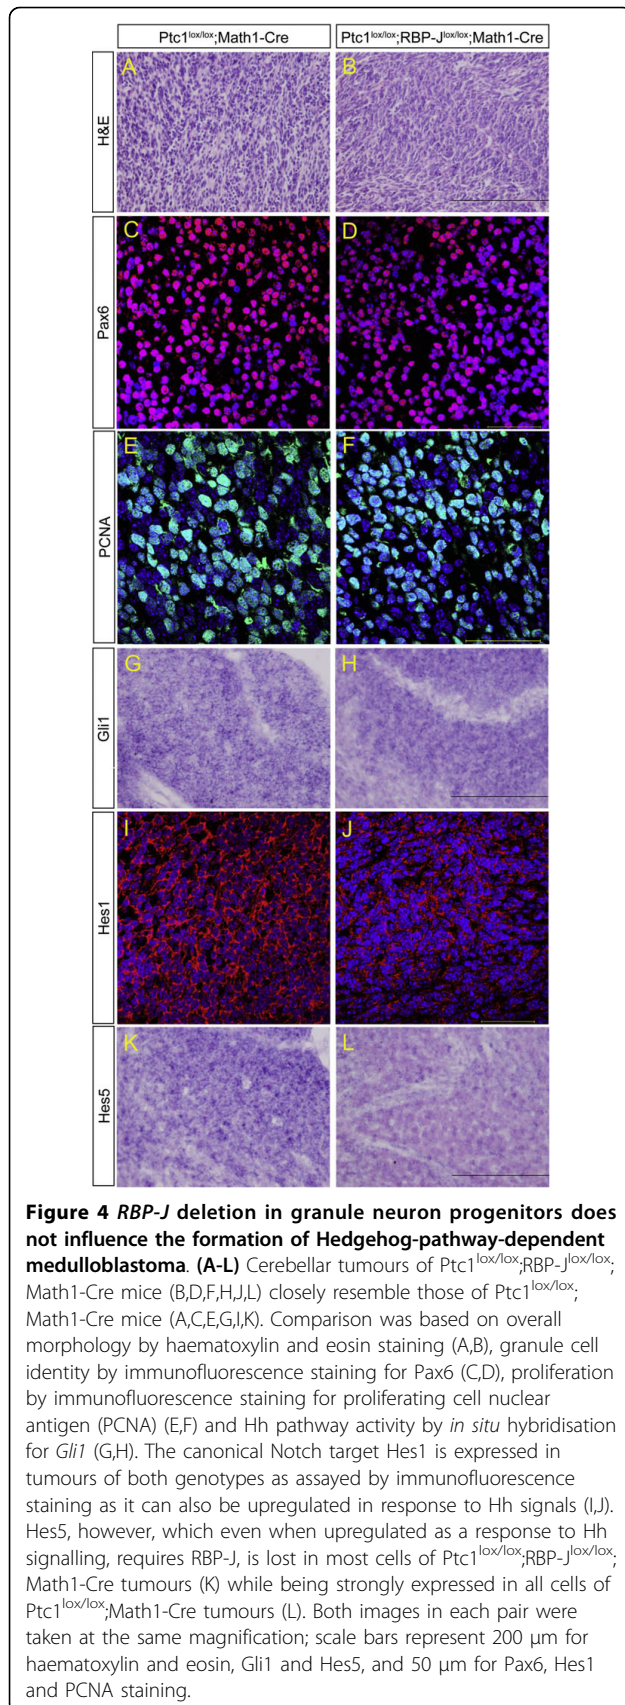 Ptc1lox/lox;Math1-Cre
Ptc1lox/lox;RBP-Jlox/lox;Math1-Cre
H&E
A
B
Pax6
C
D
PCNA
E
F
Gli1
G
H
Hes1
I
J
Hes5
K
L
Figure 4 RBP-J deletion in granule neuron progenitors does
not influence the formation of Hedgehog-pathway-dependent
medulloblastoma. (A-L) Cerebellar tumours of Ptc1lox/lox;RBP-Jlox/lox;
Math1-Cre mice (B,D,F,H,J,L) closely resemble those of Ptc1lox/lox;
Math1-Cre mice (A,C,E,G,I,K). Comparison was based on overall
morphology by haematoxylin and eosin staining (A,B), granule cell
identity by immunofluorescence staining for Pax6 (C,D), proliferation
by immunofluorescence staining for proliferating cell nuclear
antigen (PCNA) (E,F) and Hh pathway activity by in situ hybridisation
for Gli1 (G,H). The canonical Notch target Hes1 is expressed in
tumours of both genotypes as assayed by immunofluorescence
staining as it can also be upregulated in response to Hh signals (I,J).
Hes5, however, which even when upregulated as a response to Hh
signalling, requires RBP-J, is lost in most cells of Ptc1lox/lox;RBP-Jlox/lox;
Math1-Cre tumours (K) while being strongly expressed in all cells of
Ptc1lox/lox;Math1-Cre tumours (L). Both images in each pair were
taken at the same magnification; scale bars represent 200 μm for
haematoxylin and eosin, Gli1 and Hes5, and 50 μm for Pax6, Hes1
and PCNA staining.